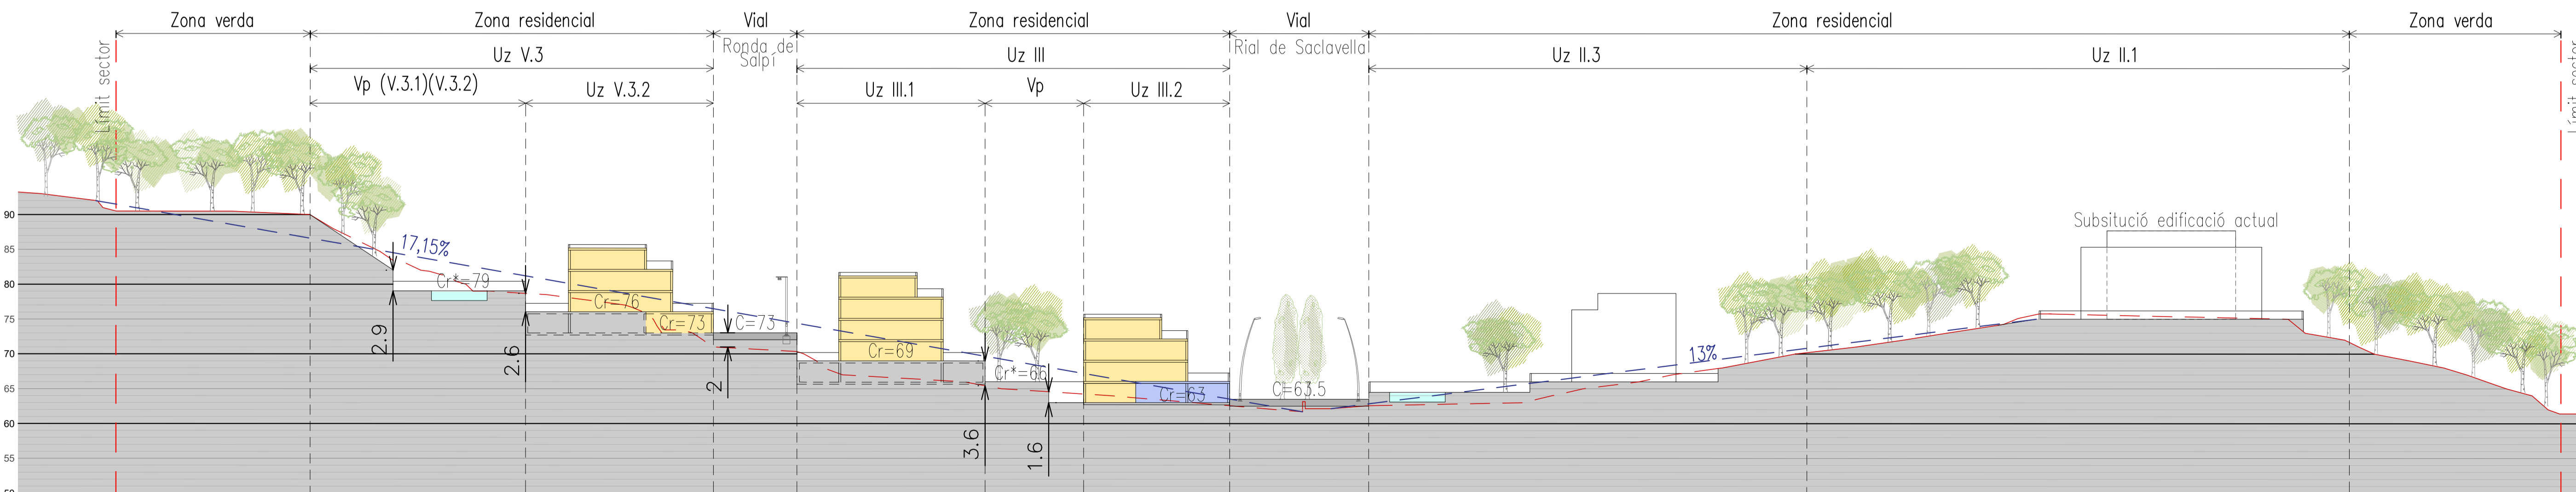 Zona verda
Zona residencial
Vial
Zona residencial
Vial
Zona residencial
Zona verda
Límit sector
Ronda de
Salpí
Rial de Saclavella
Límit sector
Uz V.3
Uz III
Uz II.3
Uz II.1
Vp (V.3.1)(V.3.2)
Uz V.3.2
Uz III.1
Vp
Uz III.2
90
85
80
75
70
65
60
55
50
17,15%
Cr*=79
Cr=76
Cr=73
C=73
Cr=69
Cr*=66
Cr=63
C=63.5
13%
Subsitució edificació actual
2.9
2.6
2
3.6
1.6